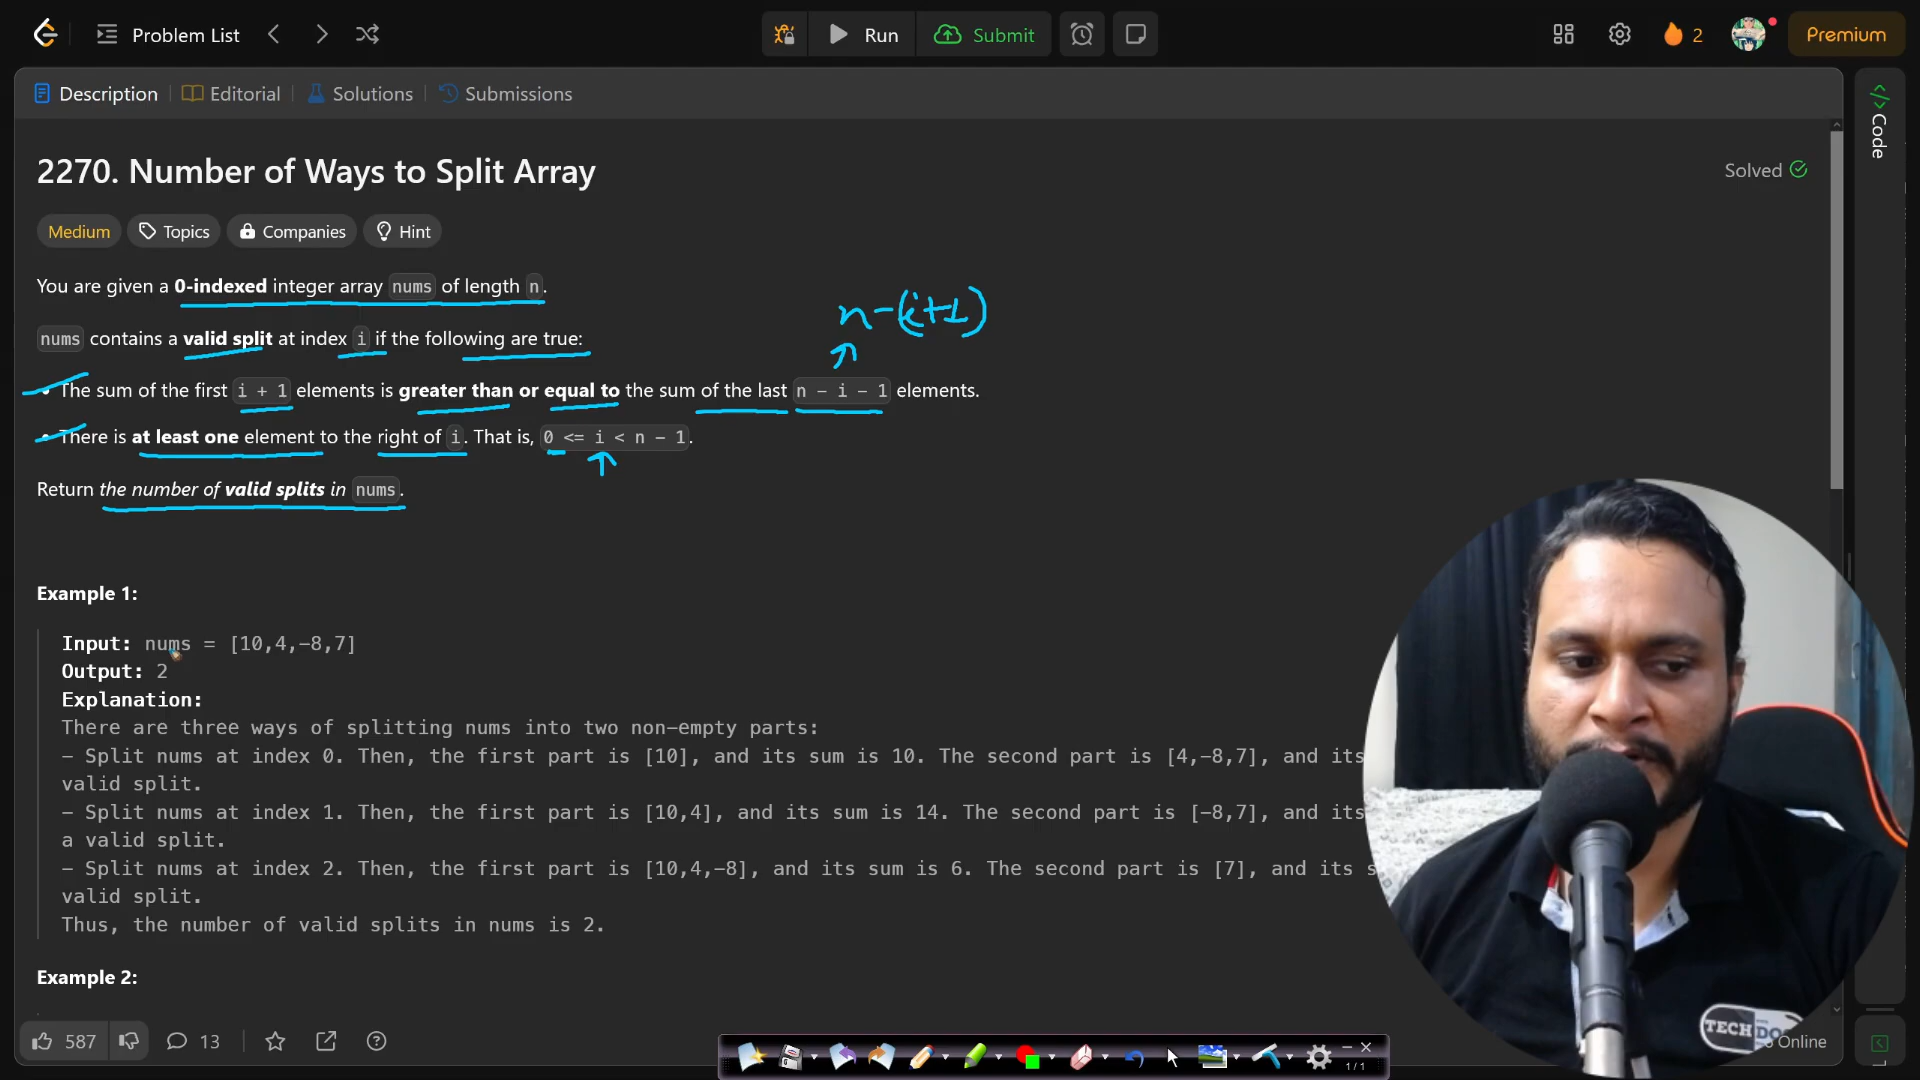 Problem List
Run
Submit
2
Premium
Description
Editorial
Solutions
Submissions
Code
2270. Number of Ways to Split Array
Solved
Medium
Topics
Companies
Hint
You are given a 0-indexed integer array nums of length n.
n-(i+1)
nums contains a valid split at index i if the following are true:
• The sum of the first i + 1 elements is greater than or equal to the sum of the last n - i - 1 elements.
• There is at least one element to the right of i. That is, 0 <= i < n - 1.
Return the number of valid splits in nums.
Example 1:
Input: nums = [10,4,-8,7]
Output: 2
Explanation:
There are three ways of splitting nums into two non-empty parts:
- Split nums at index 0. Then, the first part is [10], and its sum is 10. The second part is [4,-8,7], and its
valid split.
- Split nums at index 1. Then, the first part is [10,4], and its sum is 14. The second part is [-8,7], and its
a valid split.
- Split nums at index 2. Then, the first part is [10,4,-8], and its sum is 6. The second part is [7], and its s
valid split.
Thus, the number of valid splits in nums is 2.
Example 2:
587
13
1/1
TECH
Online